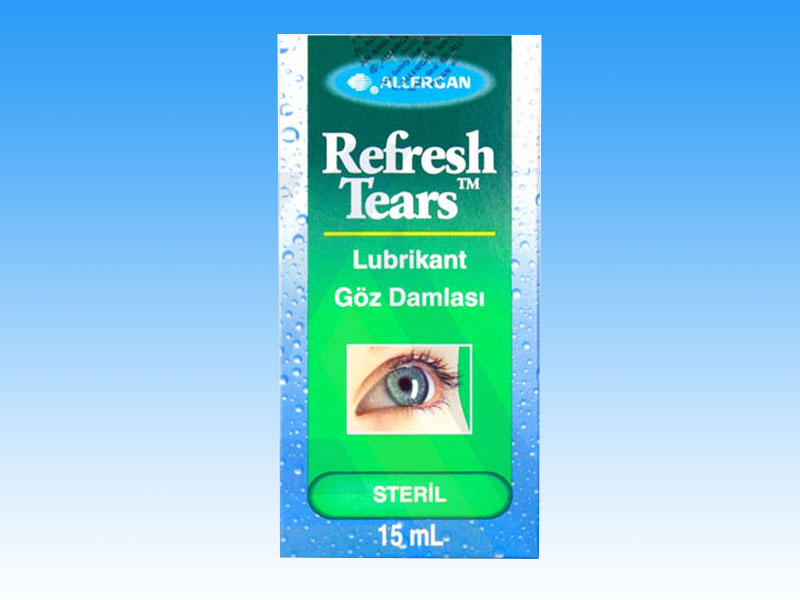 ALLERGAN
®
Refresh
Tears™
Lubrikant
Göz Damlası
STERİL
15 mL